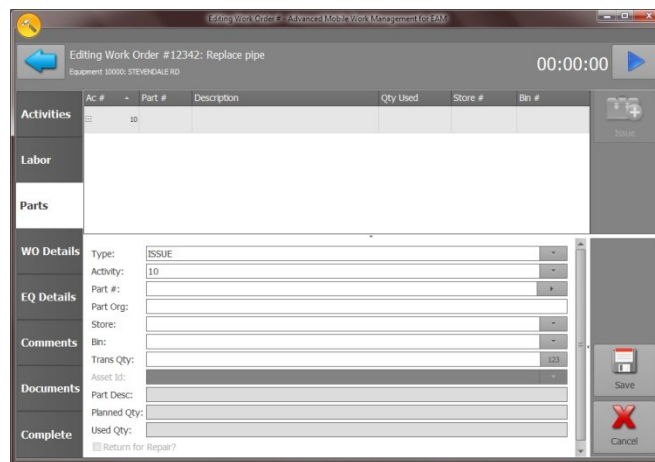 Editing Work Order # - Advanced Mobile Work Management for EAM
Editing Work Order #12342: Replace pipe
Equipment 10000: STEVENDALE RD
00:00:00
Ac # Part # Description Qty Used Store # Bin #
10
Issue
Activities
Labor
Parts
WO Details
EQ Details
Comments
Documents
Complete
Type: ISSUE
Activity: 10
Part #:
Part Org:
Store:
Bin:
Trans Qty: 123
Asset Id:
Part Desc:
Planned Qty:
Used Qty:
Return for Repair?
Save
Cancel